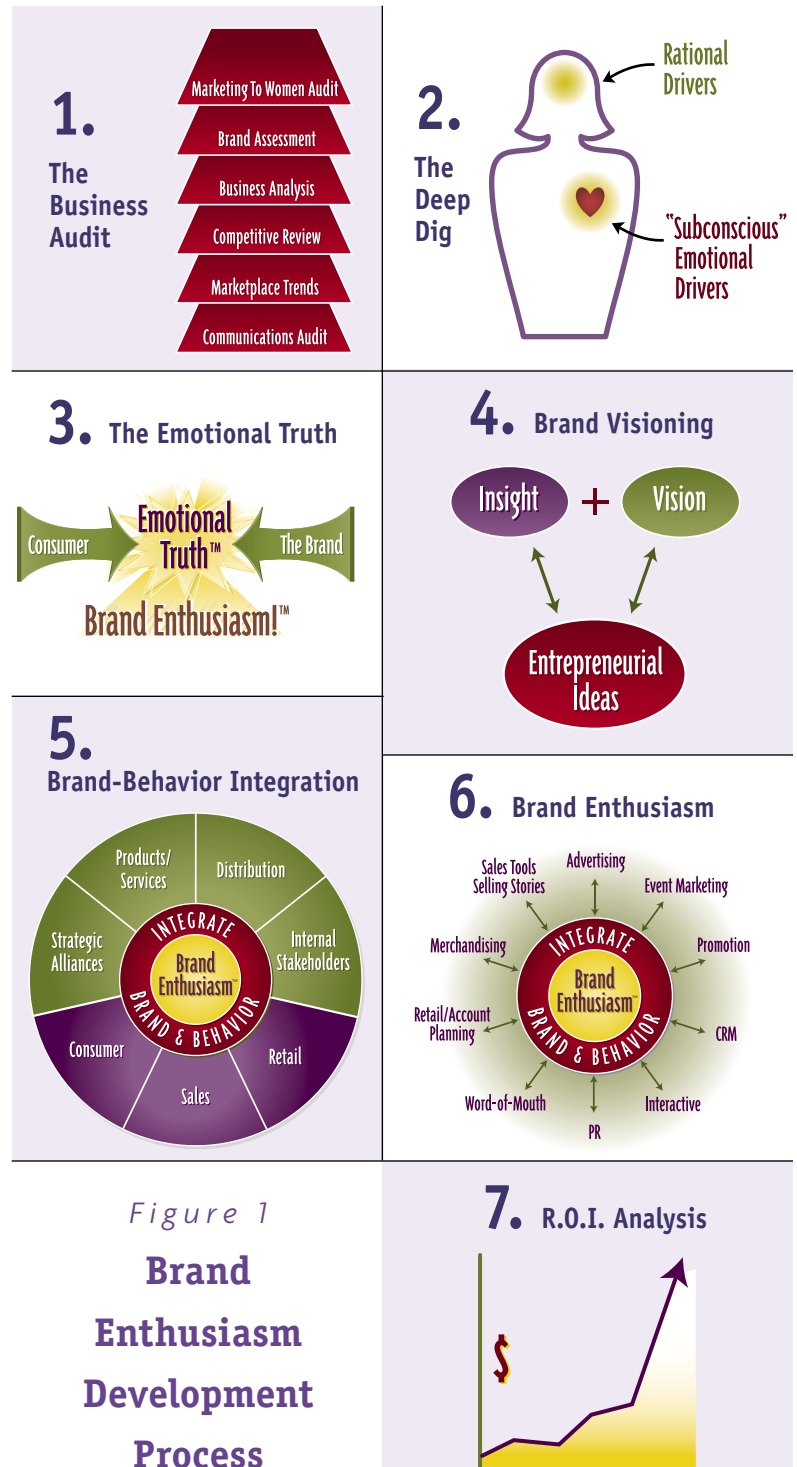 1.
The
Business
Audit
Marketing To Women Audit
Brand Assessment
Business Analysis
Competitive Review
Marketplace Trends
Communications Audit
2.
The
Deep
Dig
Rational
Drivers
"Subconscious"
Emotional
Drivers
3. The Emotional Truth
Consumer
Emotional
Truth™
The Brand
Brand Enthusiasm!™
4. Brand Visioning
Insight + Vision
Entrepreneurial
Ideas
5.
Brand-Behavior Integration
Products/
Services
Distribution
Strategic
Alliances
Internal
Stakeholders
INTEGRATE
Brand
Enthusiasm™
BRAND & BEHAVIOR
Consumer
Sales
Retail
6. Brand Enthusiasm
Advertising
Sales Tools
Selling Stories
Event Marketing
Merchandising
Promotion
INTEGRATE
Brand
Enthusiasm™
BRAND & BEHAVIOR
Retail/Account
Planning
CRM
Word-of-Mouth
Interactive
PR
Figure 1
Brand
Enthusiasm
Development
Process
7. R.O.I. Analysis
$